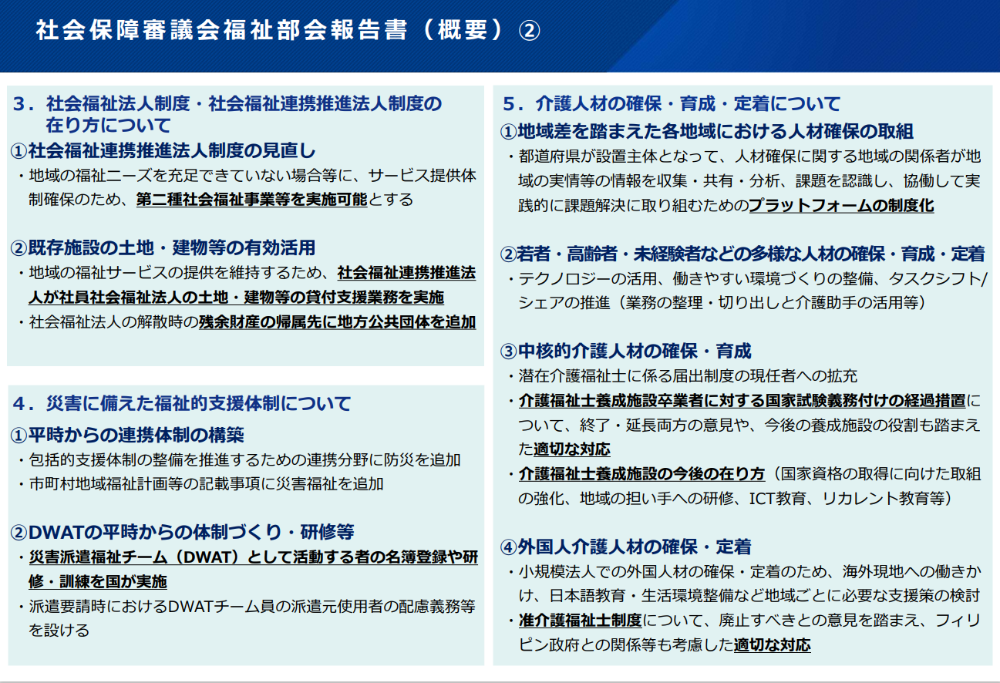 社会保障審議会福祉部会報告書（概要）②
３．社会福祉法人制度・社会福祉連携推進法人制度の
在り方について
①社会福祉連携推進法人制度の見直し
・地域の福祉ニーズを充足できていない場合等に、サービス提供体
制確保のため、第二種社会福祉事業等を実施可能とする
②既存施設の土地・建物等の有効活用
・地域の福祉サービスの提供を維持するため、社会福祉連携推進法
人が社員社会福祉法人の土地・建物等の貸付支援業務を実施
・社会福祉法人の解散時の残余財産の帰属先に地方公共団体を追加
４．災害に備えた福祉的支援体制について
①平時からの連携体制の構築
・包括的支援体制の整備を推進するための連携分野に防災を追加
・市町村地域福祉計画等の記載事項に災害福祉を追加
②DWATの平時からの体制づくり・研修等
・災害派遣福祉チーム（DWAT）として活動する者の名簿登録や研
修・訓練を国が実施
・派遣要請時におけるDWATチーム員の派遣元使用者の配慮義務等
を設ける
５．介護人材の確保・育成・定着について
①地域差を踏まえた各地域における人材確保の取組
・都道府県が設置主体となって、人材確保に関する地域の関係者が地
域の実情等の情報を収集・共有・分析、課題を認識し、協働して実
践的に課題解決に取り組むためのプラットフォームの制度化
②若者・高齢者・未経験者などの多様な人材の確保・育成・定着
・テクノロジーの活用、働きやすい環境づくりの整備、タスクシフト/
シェアの推進（業務の整理・切り出しと介護助手の活用等）
③中核的介護人材の確保・育成
・潜在介護福祉士に係る届出制度の現任者への拡充
・介護福祉士養成施設卒業者に対する国家試験義務付けの経過措置に
ついて、終了・延長両方の意見や、今後の養成施設の役割も踏まえ
た適切な対応
・介護福祉士養成施設の今後の在り方（国家資格の取得に向けた取組
の強化、地域の担い手への研修、ICT教育、リカレント教育等）
④外国人介護人材の確保・定着
・小規模法人での外国人材の確保・定着のため、海外現地への働きか
け、日本語教育・生活環境整備など地域ごとに必要な支援策の検討
・准介護福祉士制度について、廃止すべきとの意見を踏まえ、フィリ
ピン政府との関係等も考慮した適切な対応